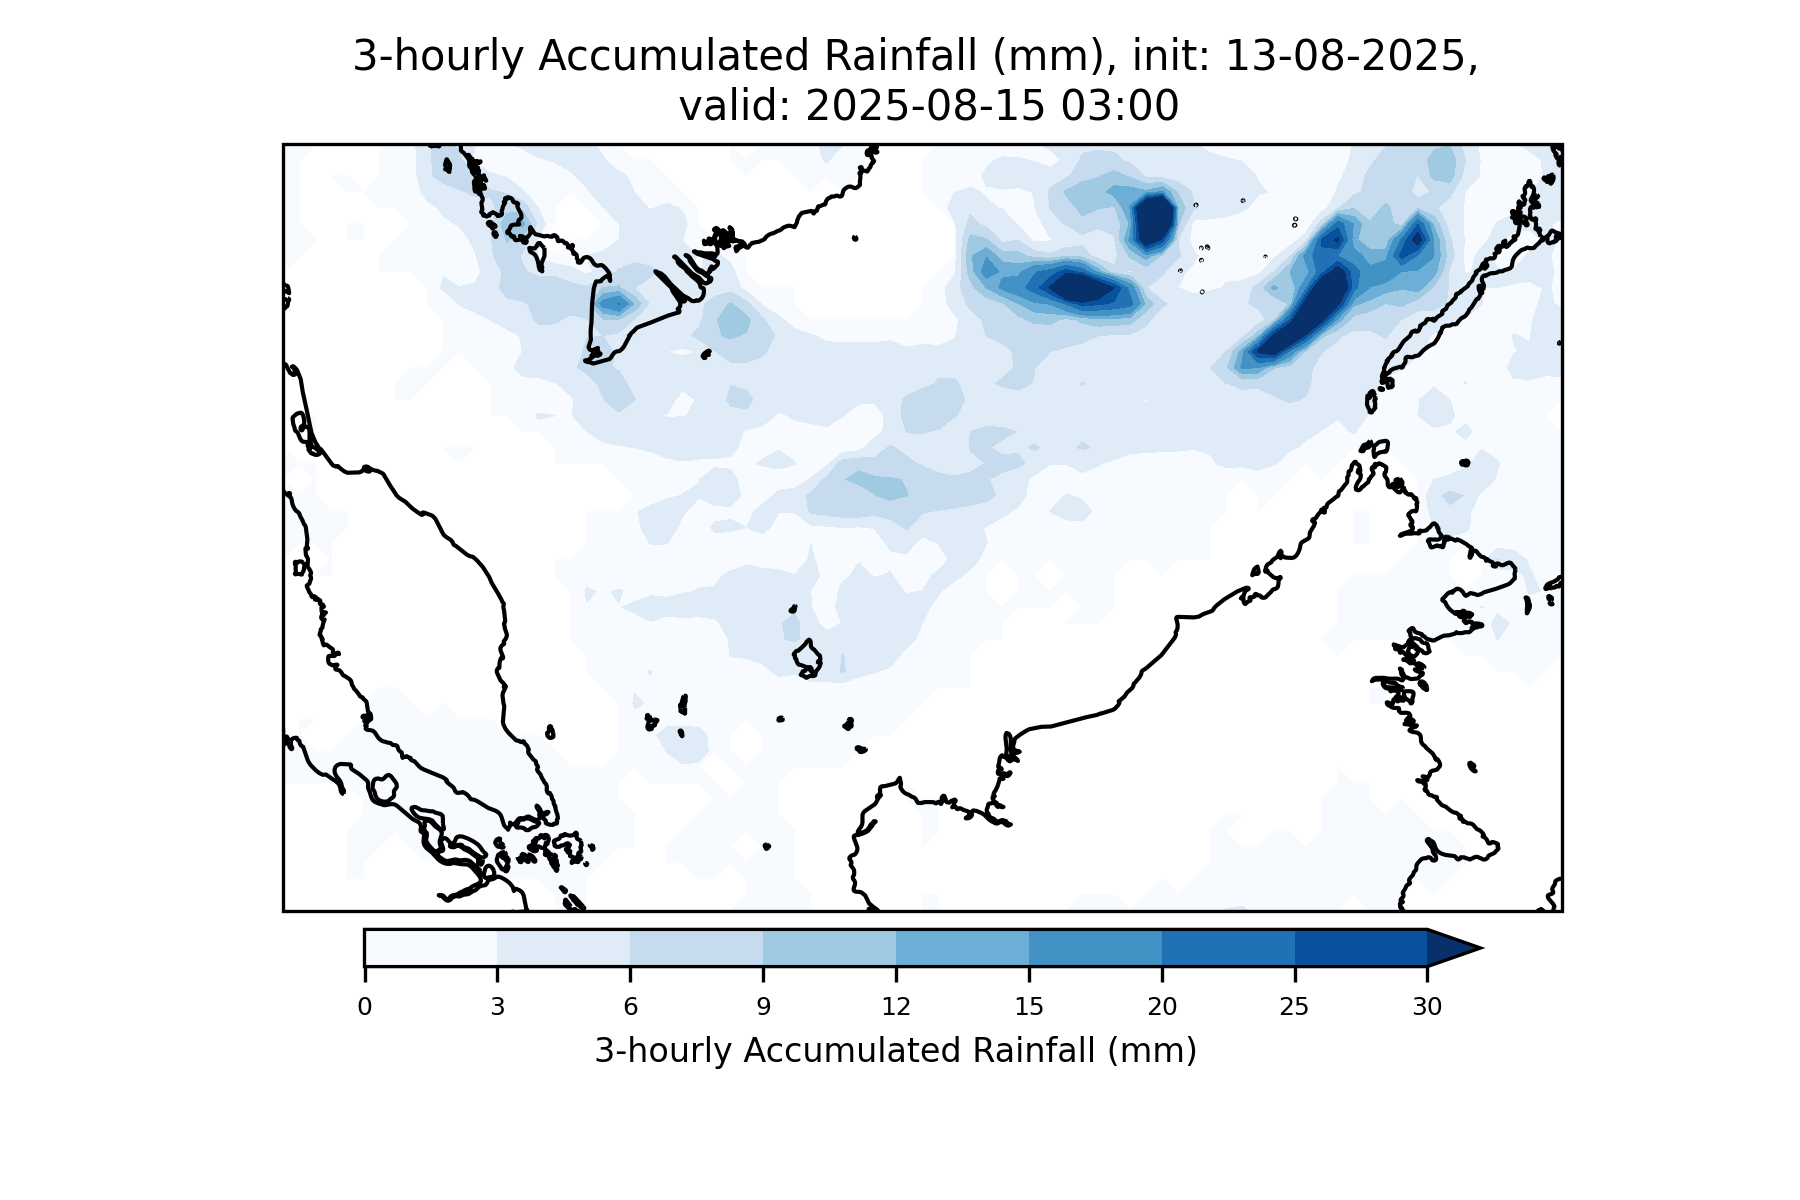 3-hourly Accumulated Rainfall (mm), init: 13-08-2025,
valid: 2025-08-15 03:00
0 3 6 9 12 15 20 25 30
3-hourly Accumulated Rainfall (mm)